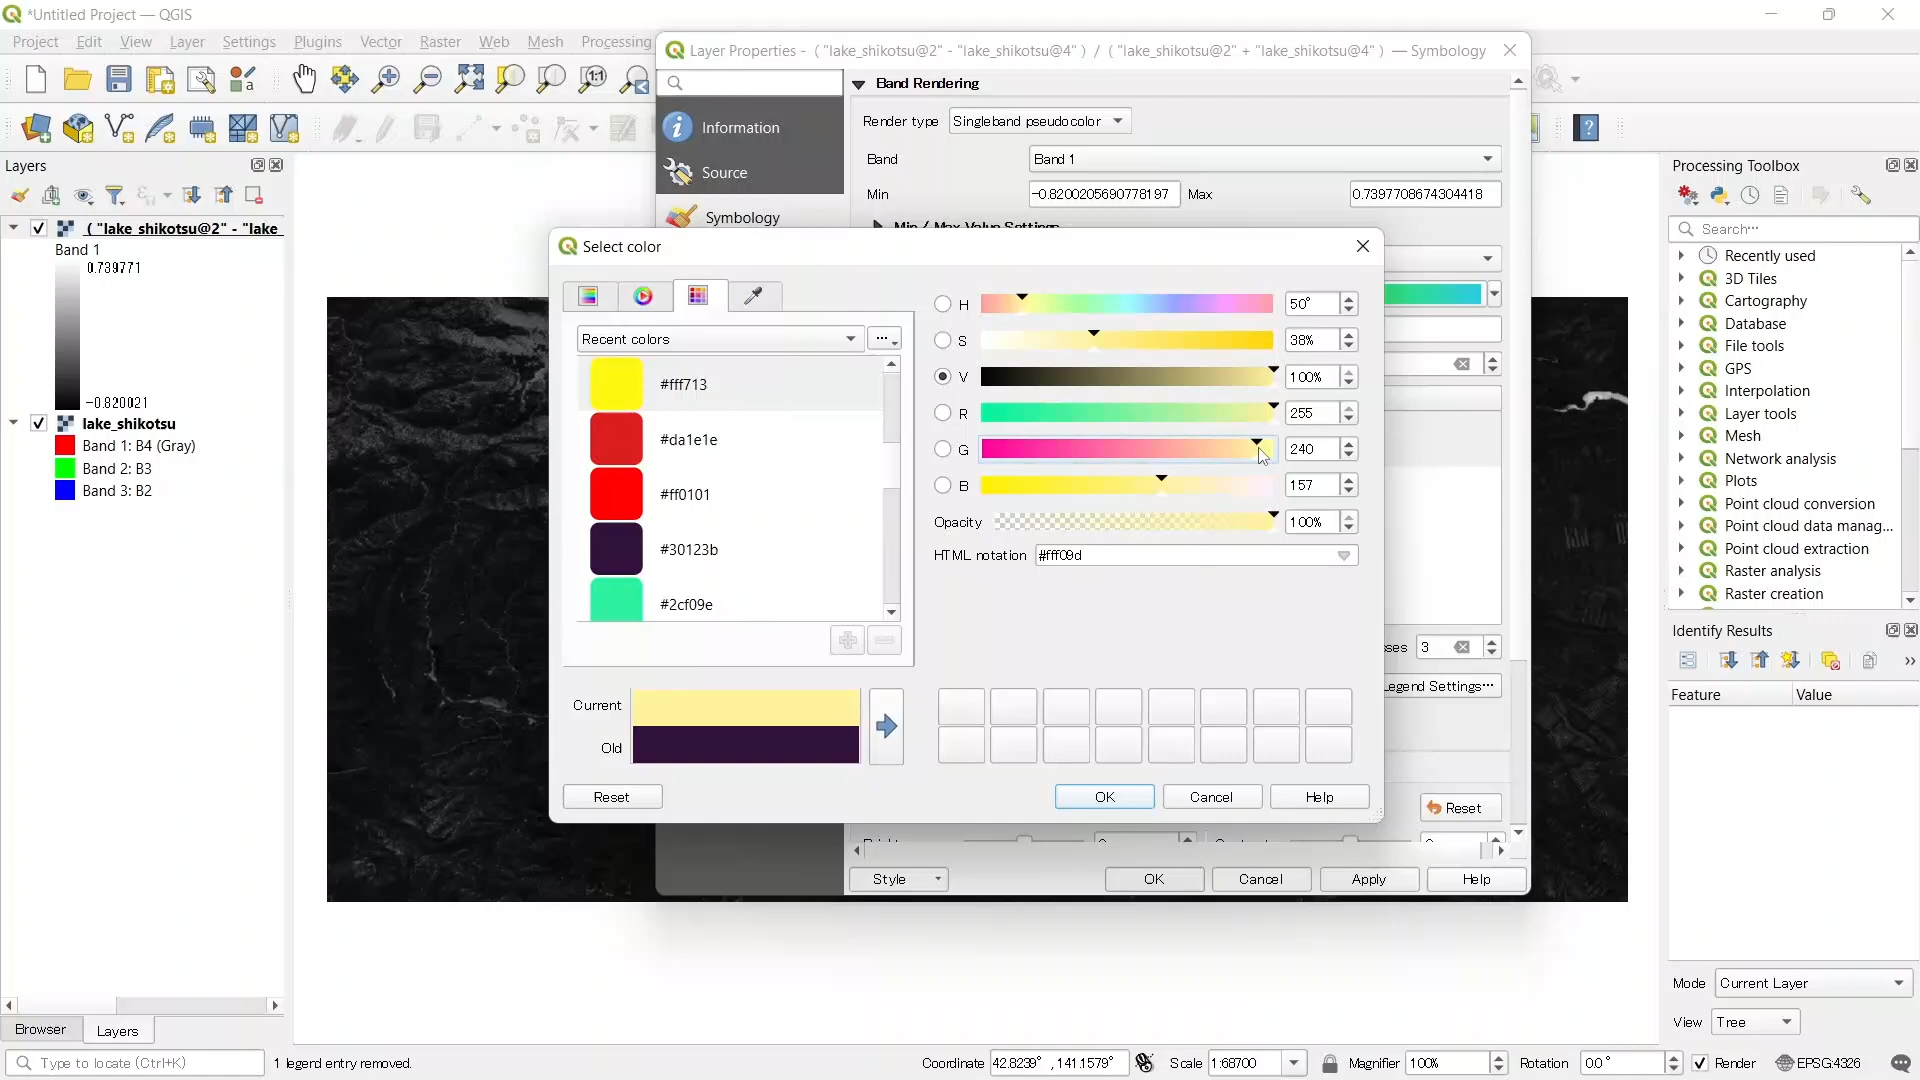 *Untitled Project — QGIS
Project Edit View Layer Settings Plugins Vector Raster Web Mesh Processing
Layer Properties - ( "lake_shikotsu@2" - "lake_shikotsu@4" ) / ( "lake_shikotsu@2" + "lake_shikotsu@4" ) — Symbology
Information
Source
Symbology
Band Rendering
Render type Singleband pseudocolor
Band Band 1
Min -0.8200205690778197 Max 0.7397708674304418
Min / Max Value Settings
Layers
( "lake shikotsu@2" - "lake
Band 1
0.739771
-0.820021
lake_shikotsu
Band 1: B4 (Gray)
Band 2: B3
Band 3: B2
Select color
Recent colors
#fff713
#da1e1e
#ff0101
#30123b
#2cf09e
H 50°
S 38%
V 100%
R 255
G 240
B 157
Opacity 100%
HTML notation #fff09d
Current
Old
Reset OK Cancel Help
ses 3
Legend Settings…
Reset
Style OK Cancel Apply Help
Processing Toolbox
Search…
Recently used
3D Tiles
Cartography
Database
File tools
GPS
Interpolation
Layer tools
Mesh
Network analysis
Plots
Point cloud conversion
Point cloud data manag...
Point cloud extraction
Raster analysis
Raster creation
Identify Results
Feature Value
Mode Current Layer
View Tree
Browser Layers
Type to locate (Ctrl+K) 1 legend entry removed. Coordinate 42.8239° ,141.1579° Scale 1:68700 Magnifier 100% Rotation 0.0 ° Render EPSG:4326